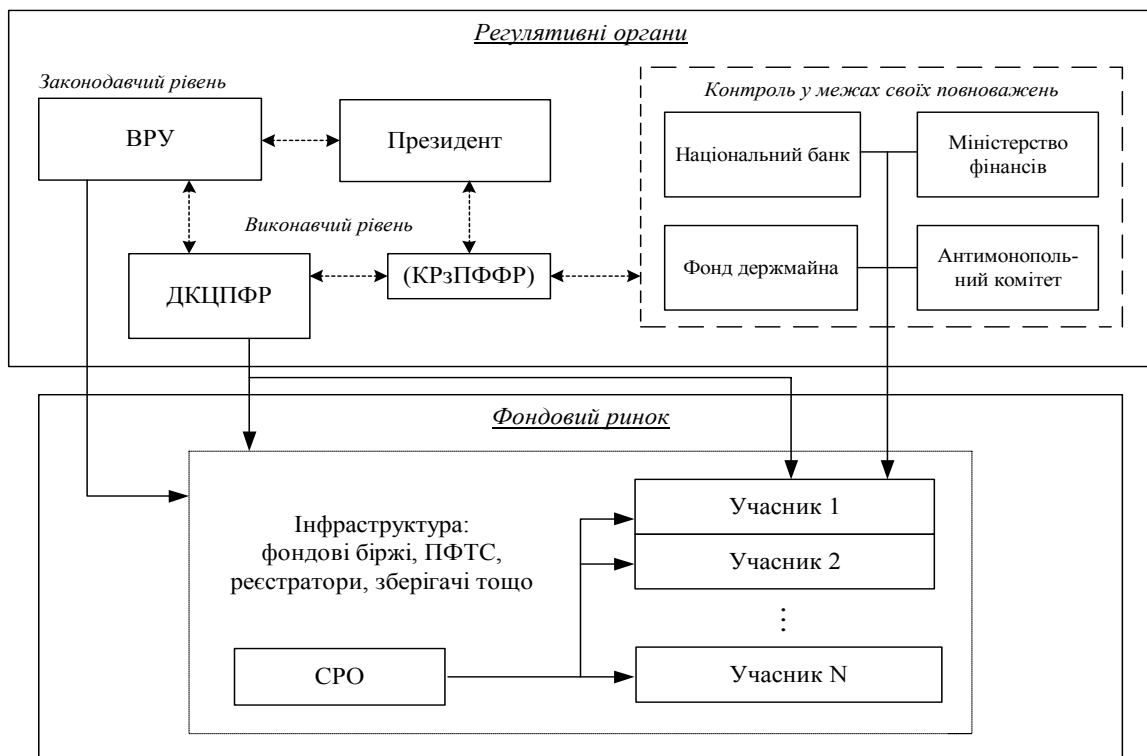 Регулятивні органи
Законодавчий рівень
ВРУ
Президент
Виконавчий рівень
ДКЦПФР
(КРзПФФР)
Контроль у межах своїх повноважень
Національний банк
Міністерство
фінансів
Фонд держмайна
Антимонополь-
ний комітет
Фондовий ринок
Інфраструктура:
фондові біржі, ПФТС,
реєстратори, зберігачі тощо
СРО
Учасник 1
Учасник 2
⋮
Учасник N